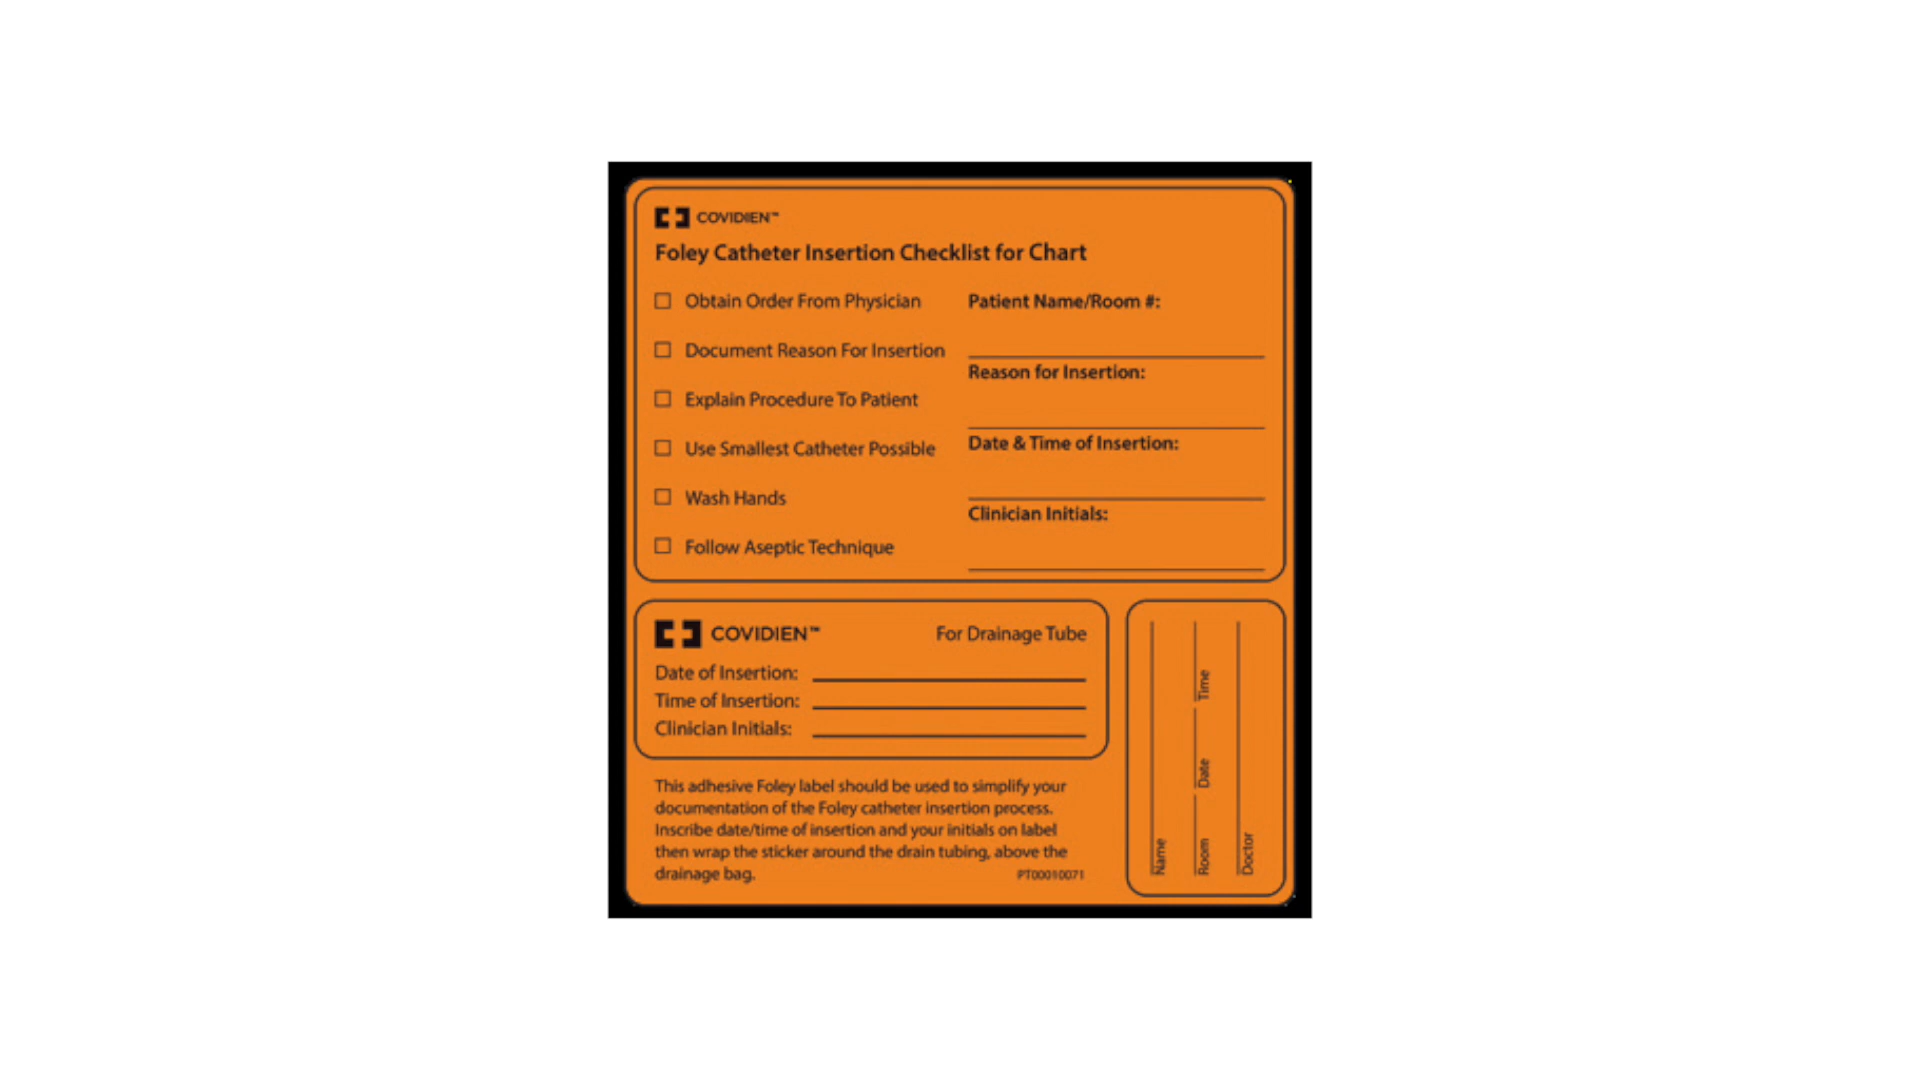 COVIDIEN™
Foley Catheter Insertion Checklist for Chart
Obtain Order From Physician
Document Reason For Insertion
Explain Procedure To Patient
Use Smallest Catheter Possible
Wash Hands
Follow Aseptic Technique
Patient Name/Room #:
Reason for Insertion:
Date & Time of Insertion:
Clinician Initials:
COVIDIEN™
For Drainage Tube
Date of Insertion:
Time of Insertion:
Clinician Initials:
This adhesive Foley label should be used to simplify your
documentation of the Foley catheter insertion process.
Inscribe date/time of insertion and your initials on label
then wrap the sticker around the drain tubing, above the
drainage bag.
PT00010071
Name
Room Date Time
Doctor